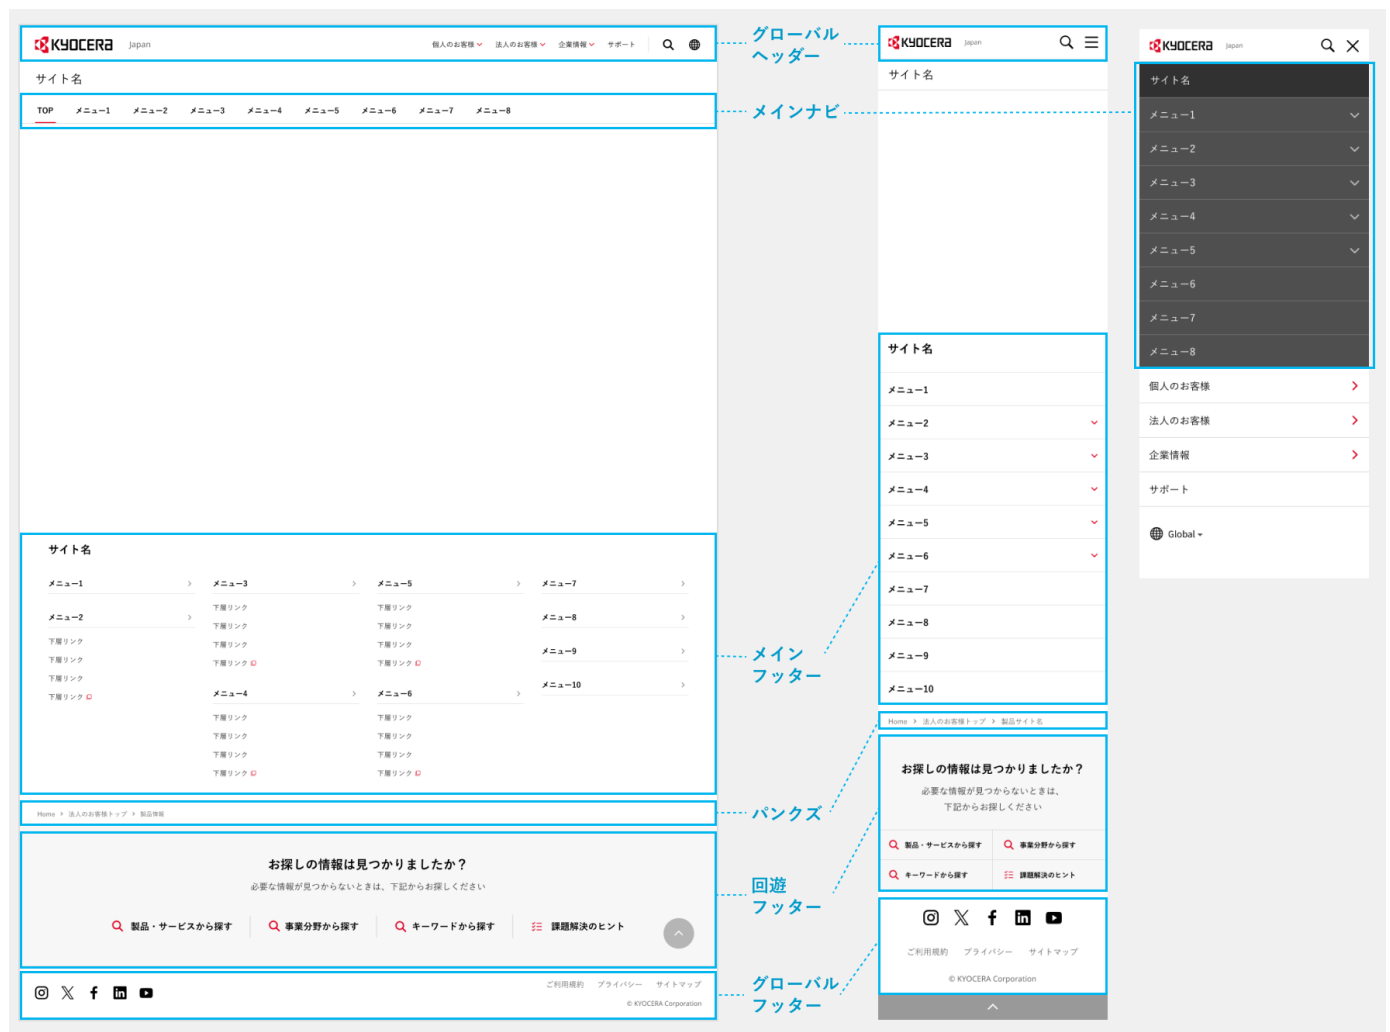 KYOCERA Japan 個人のお客様 法人のお客様 企業情報 サポート
サイト名
TOP メニュー1 メニュー2 メニュー3 メニュー4 メニュー5 メニュー6 メニュー7 メニュー8
サイト名
メニュー1
メニュー2
下層リンク
下層リンク
下層リンク
下層リンク
メニュー3
下層リンク
下層リンク
下層リンク
下層リンク
メニュー4
下層リンク
下層リンク
下層リンク
下層リンク
メニュー5
下層リンク
下層リンク
下層リンク
下層リンク
メニュー6
下層リンク
下層リンク
下層リンク
下層リンク
メニュー7
メニュー8
メニュー9
メニュー10
Home > 法人のお客様トップ > 製品情報
お探しの情報は見つかりましたか？
必要な情報が見つからないときは、下記からお探しください
製品・サービスから探す 事業分野から探す キーワードから探す 課題解決のヒント
ご利用規約 プライバシー サイトマップ
© KYOCERA Corporation
グローバル
ヘッダー
メインナビ
メイン
フッター
パンクズ
回遊
フッター
グローバル
フッター
KYOCERA Japan
サイト名
サイト名
メニュー1
メニュー2
メニュー3
メニュー4
メニュー5
メニュー6
メニュー7
メニュー8
メニュー9
メニュー10
Home > 法人のお客様トップ > 製品サイト名
お探しの情報は見つかりましたか？
必要な情報が見つからないときは、
下記からお探しください
製品・サービスから探す 事業分野から探す
キーワードから探す 課題解決のヒント
ご利用規約 プライバシー サイトマップ
© KYOCERA Corporation
KYOCERA Japan
サイト名
メニュー1
メニュー2
メニュー3
メニュー4
メニュー5
メニュー6
メニュー7
メニュー8
個人のお客様
法人のお客様
企業情報
サポート
Global